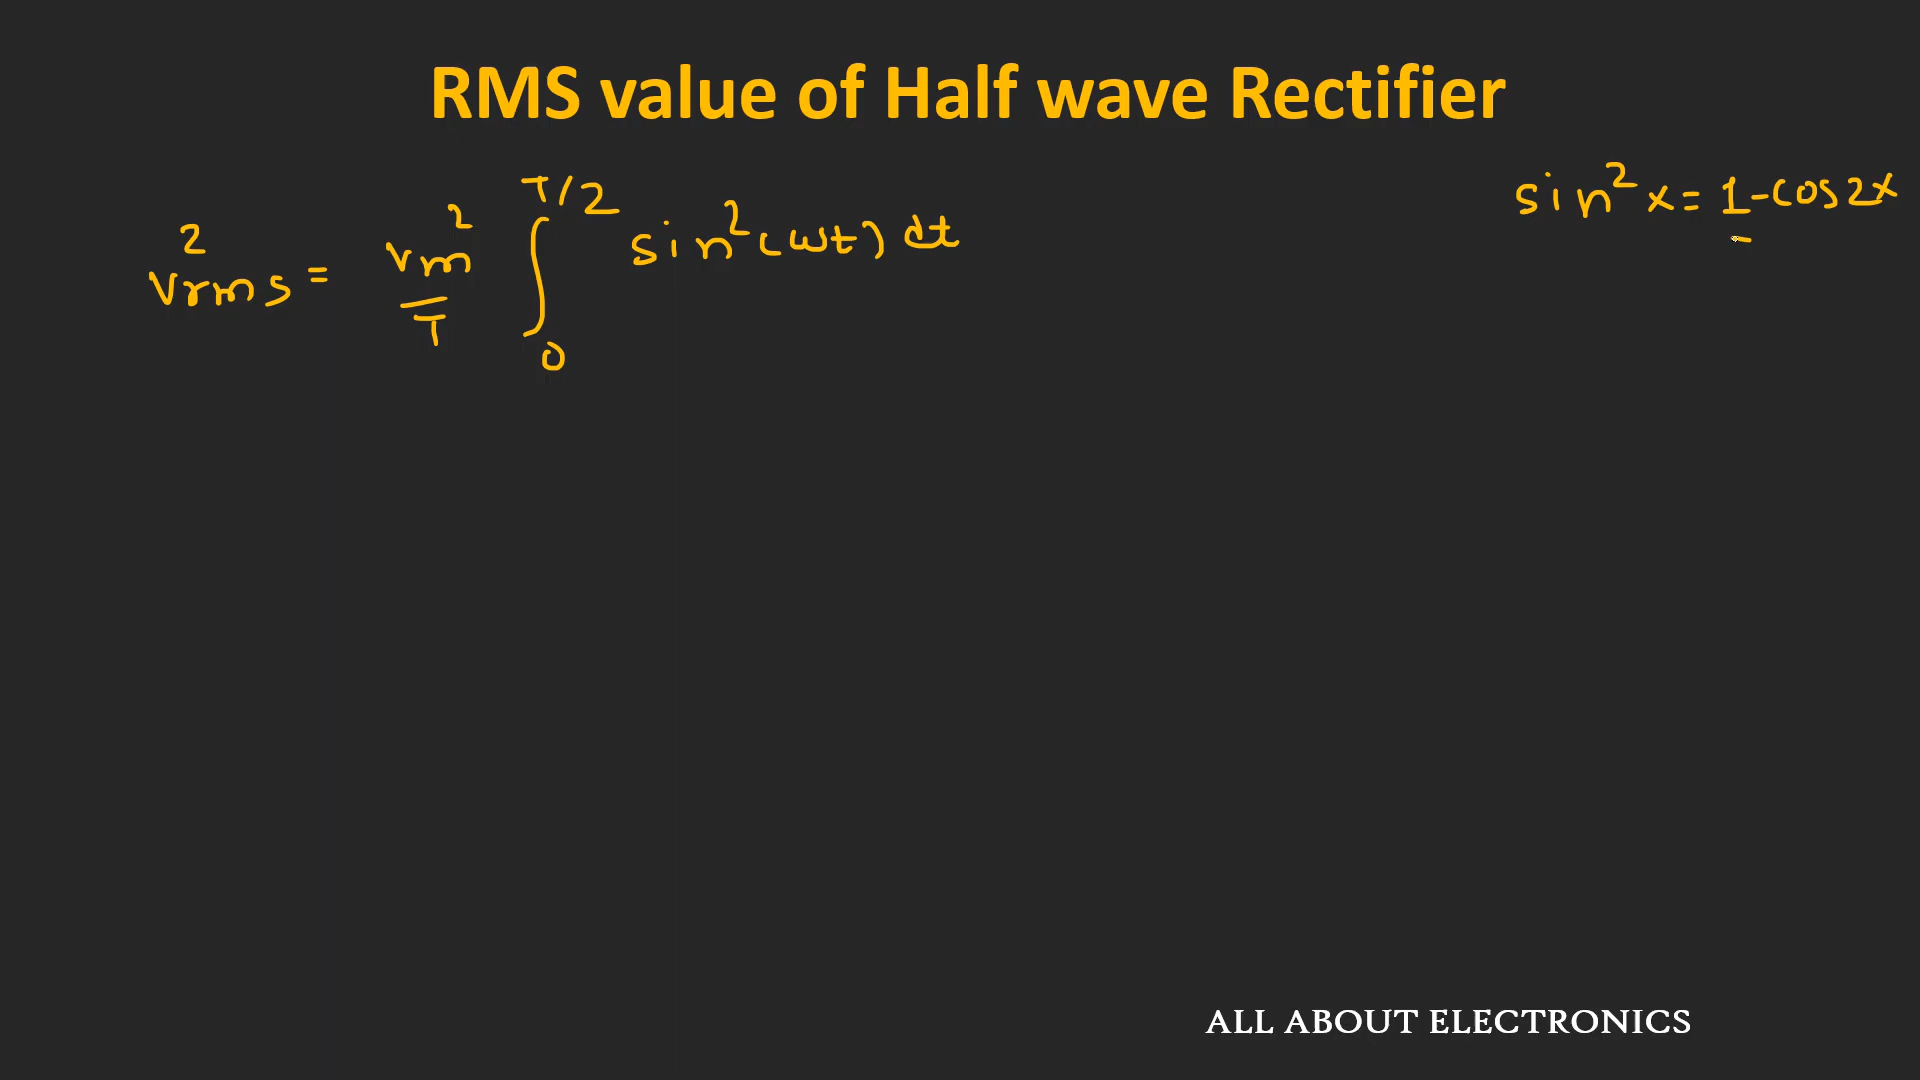 RMS value of Half wave Rectifier
Vrms² = Vm²/T ∫₀^T/2 sin²(ωt) dt
sin²x = 1-cos2x
ALL ABOUT ELECTRONICS